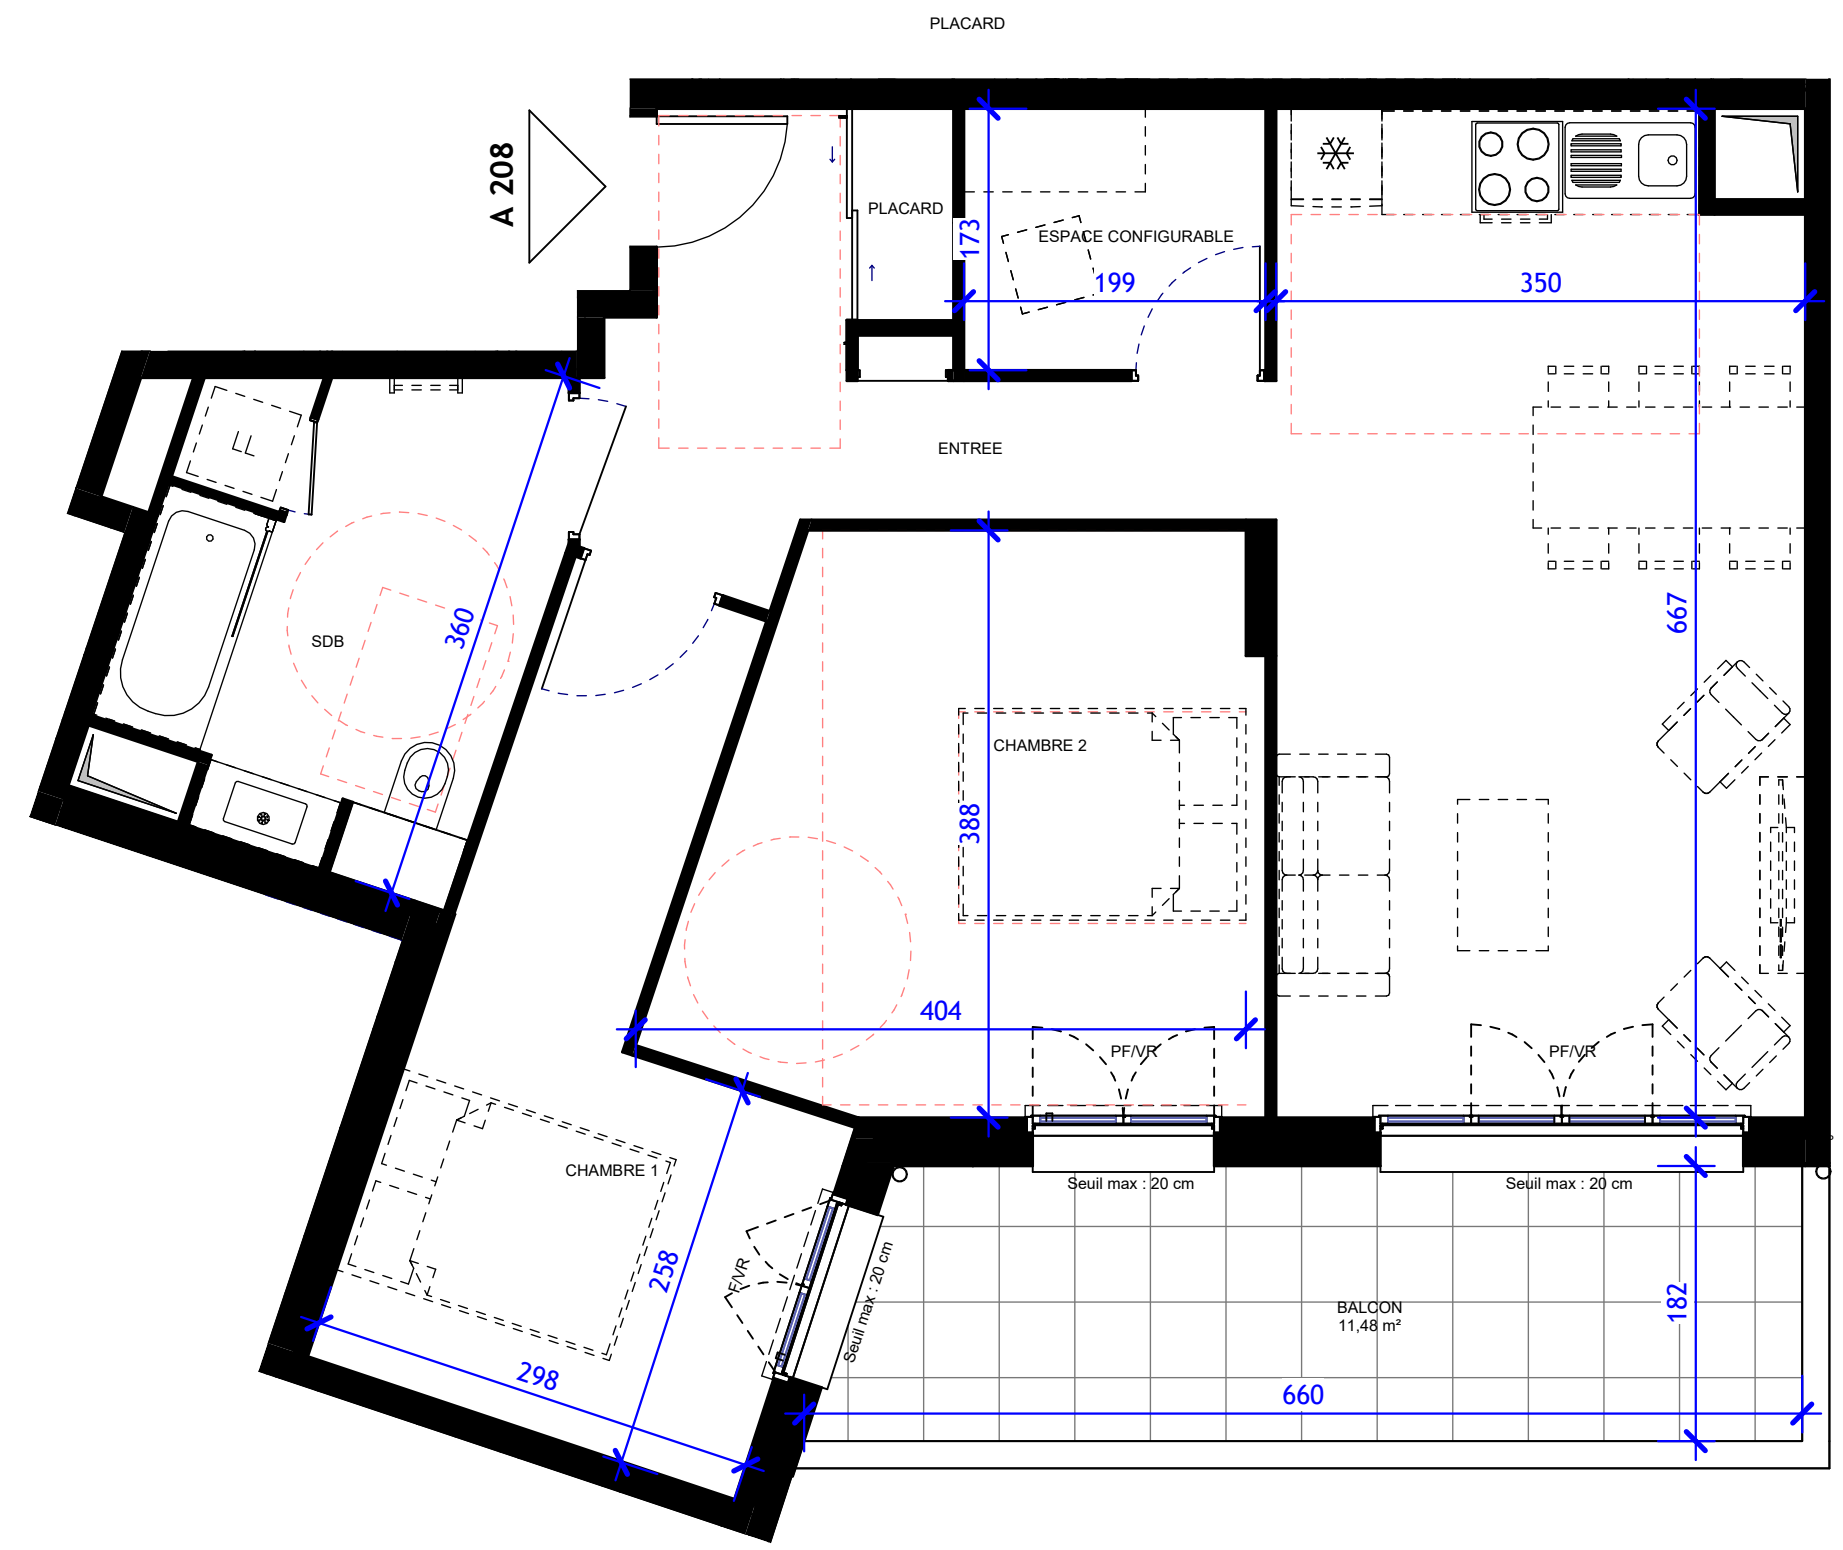 PLACARD
A 208
PLACARD
173
ESPACE CONFIGURABLE
199
350
LF
ENTREE
360
SDB
667
CHAMBRE 2
388
404
PF/VR
PF/VR
CHAMBRE 1
258
F/VR
Seuil max : 20 cm
Seuil max : 20 cm
Seuil max : 20 cm
BALCON
11,48 m²
182
298
660